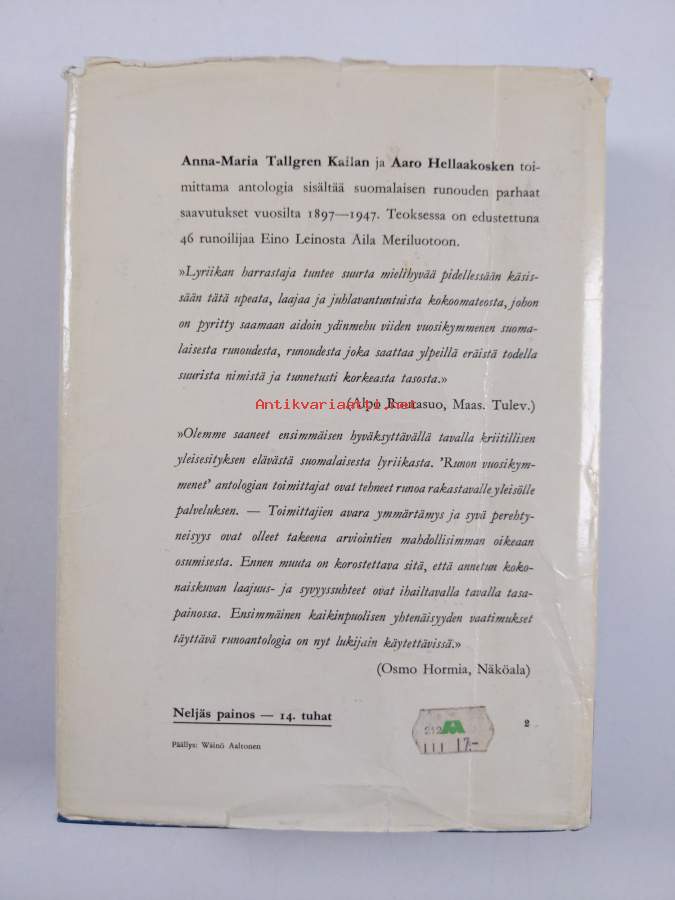 Anna-Maria Tallgren Kailan ja Aaro Hellaakosken toi-
mittama antologia sisältää suomalaisen runouden parhaat
saavutukset vuosilta 1897—1947. Teoksessa on edustettuna
46 runoilijaa Eino Leinosta Aila Meriluotoon.
»Lyriikan harrastaja tuntee suurta mielihyvää pidellessään käsis-
sään tätä upeata, laajaa ja juhlavantuntuista kokoomateosta, johon
on pyritty saamaan aidoin ydinmehu viiden vuosikymmenen suoma-
laisesta runoudesta, runoudesta joka saattaa ylpeillä eräistä todella
suurista nimistä ja tunnetusti korkeasta tasosta.»
(Alpo Rautasuo, Maas. Tulev.)
Antikvariaatti.net
»Olemme saaneet ensimmäisen hyväksyttävällä tavalla kriitillisen
yleisesityksen elävästä suomalaisesta lyriikasta. 'Runon vuosikym-
menet' antologian toimittajat ovat tehneet runoa rakastavalle yleisölle
palveluksen. — Toimittajien avara ymmärtämys ja syvä perehty-
neisyys ovat olleet takeena arviointien mahdollisimman oikeaan
osumisesta. Ennen muuta on korostettava sitä, että annetun koko-
naiskuvan laajuus- ja syvyyssuhteet ovat ihailtavalla tavalla tasa-
painossa. Ensimmäinen kaikinpuolisen yhtenäisyyden vaatimukset
täyttävä runoantologia on nyt lukijain käytettävissä.»
(Osmo Hormia, Näköala)
Neljäs painos — 14. tuhat
2
Päällys: Wäinö Aaltonen
212
111 17:-